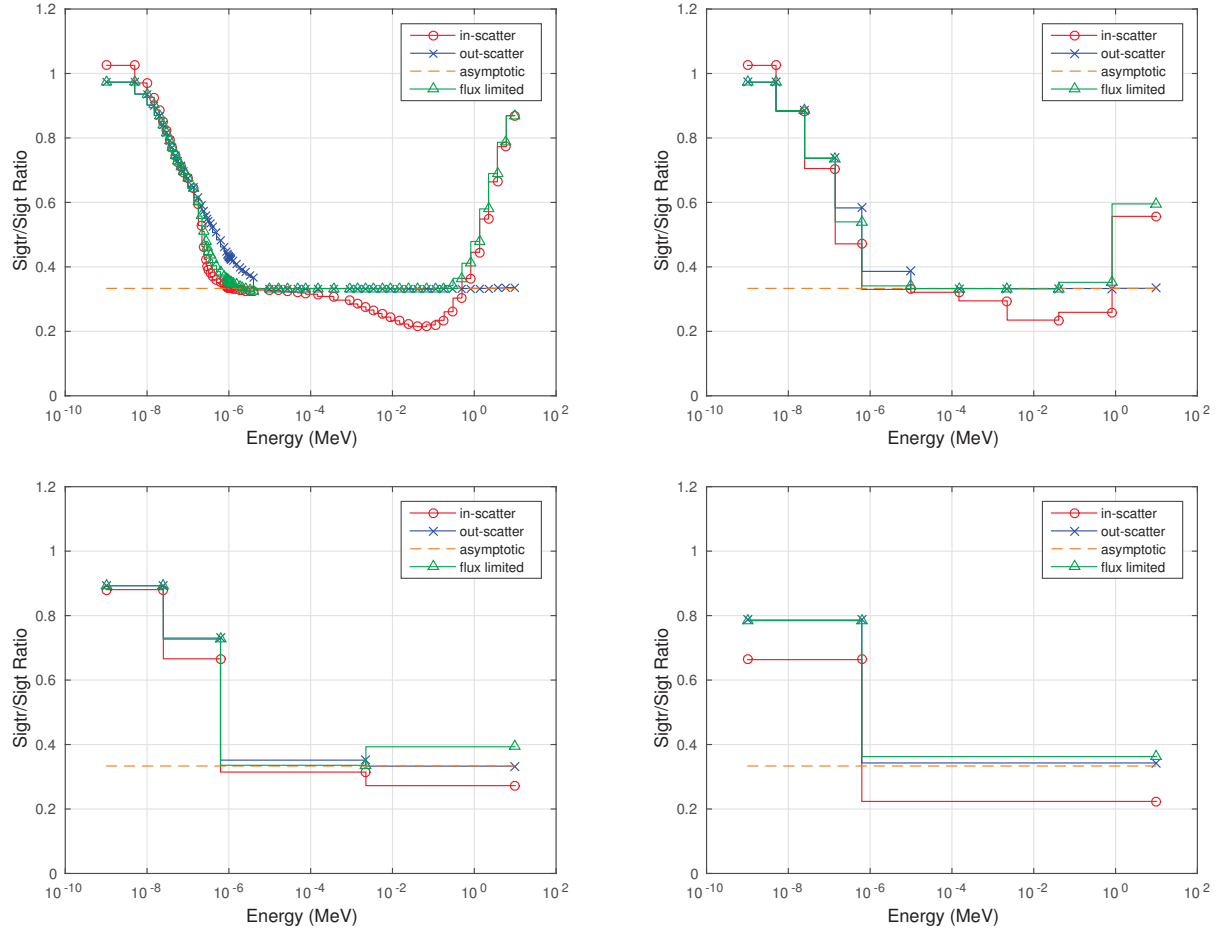 1.2
1
0.8
0.6
0.4
0.2
0
Sigtr/Sigt Ratio
in-scatter
out-scatter
asymptotic
flux limited
10^-10 10^-8 10^-6 10^-4 10^-2 10^0 10^2
Energy (MeV)
1.2
1
0.8
0.6
0.4
0.2
0
Sigtr/Sigt Ratio
in-scatter
out-scatter
asymptotic
flux limited
10^-10 10^-8 10^-6 10^-4 10^-2 10^0 10^2
Energy (MeV)
1.2
1
0.8
0.6
0.4
0.2
0
Sigtr/Sigt Ratio
in-scatter
out-scatter
asymptotic
flux limited
10^-10 10^-8 10^-6 10^-4 10^-2 10^0 10^2
Energy (MeV)
1.2
1
0.8
0.6
0.4
0.2
0
Sigtr/Sigt Ratio
in-scatter
out-scatter
asymptotic
flux limited
10^-10 10^-8 10^-6 10^-4 10^-2 10^0 10^2
Energy (MeV)